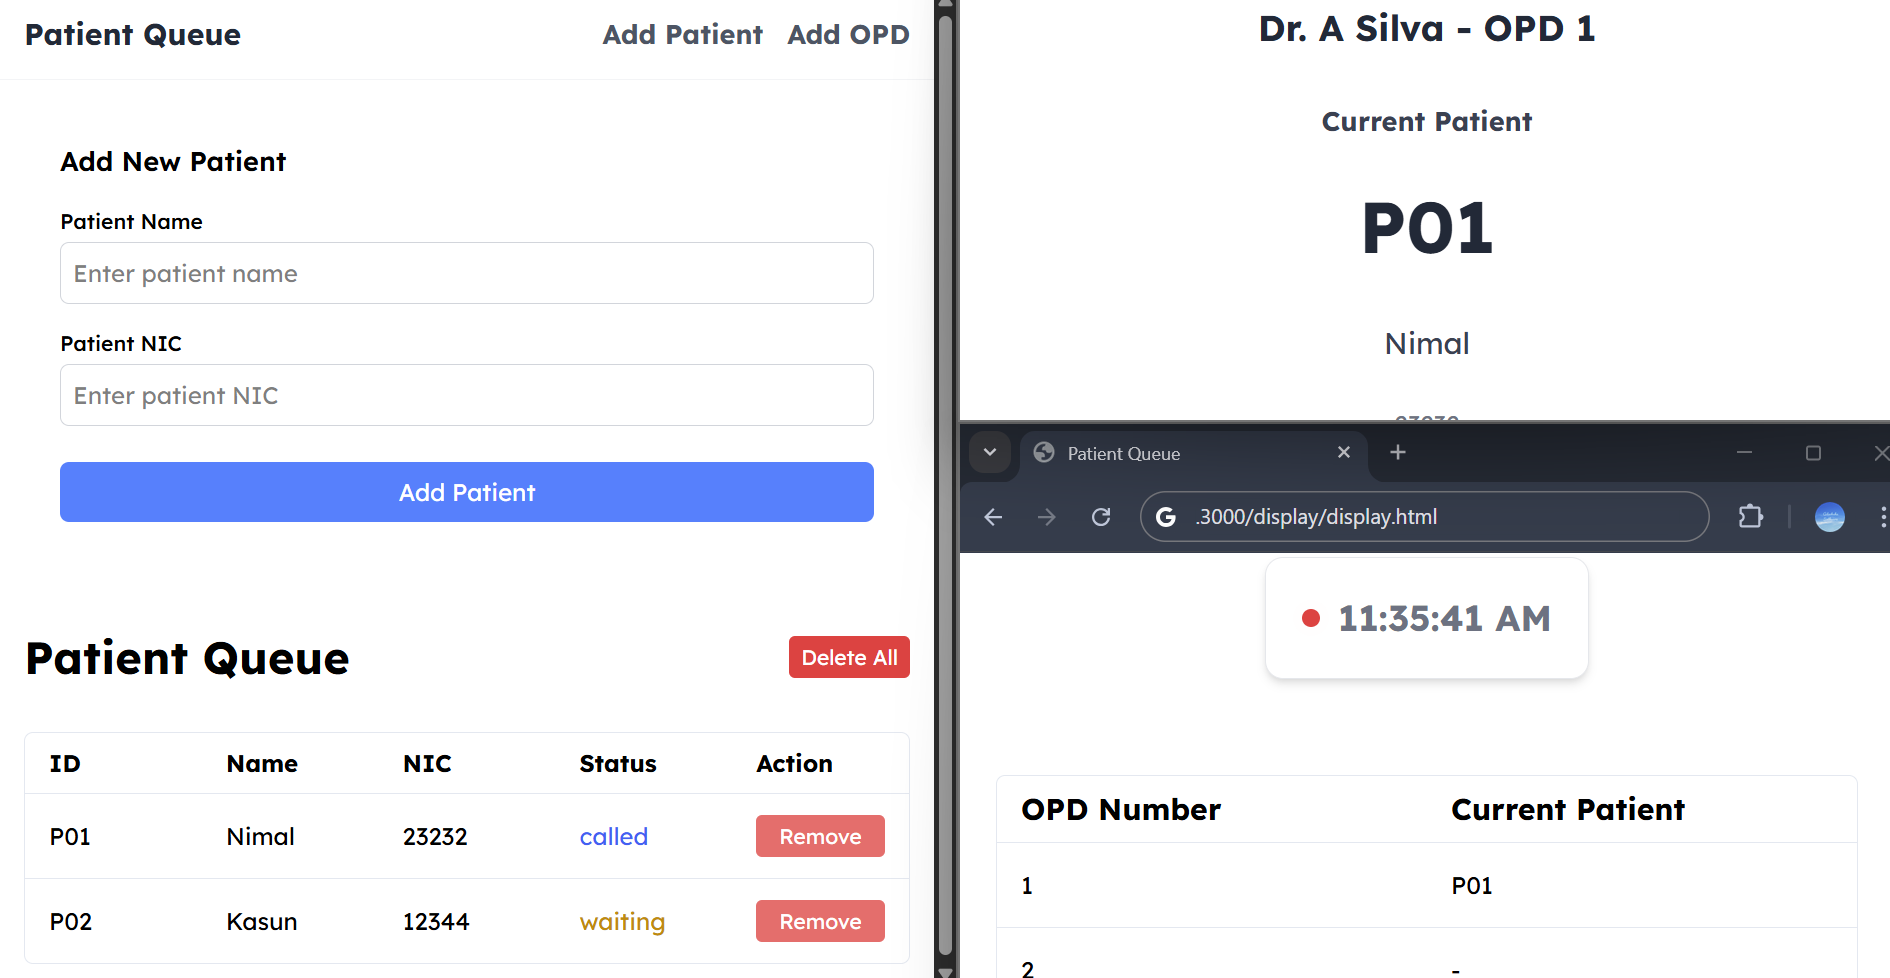 Patient Queue
Add Patient Add OPD
Add New Patient
Patient Name
Enter patient name
Patient NIC
Enter patient NIC
Add Patient
Patient Queue
Delete All
ID Name NIC Status Action
P01 Nimal 23232 called Remove
P02 Kasun 12344 waiting Remove
Dr. A Silva - OPD 1
Current Patient
P01
Nimal
Patient Queue
.3000/display/display.html
11:35:41 AM
OPD Number Current Patient
1 P01
2 -